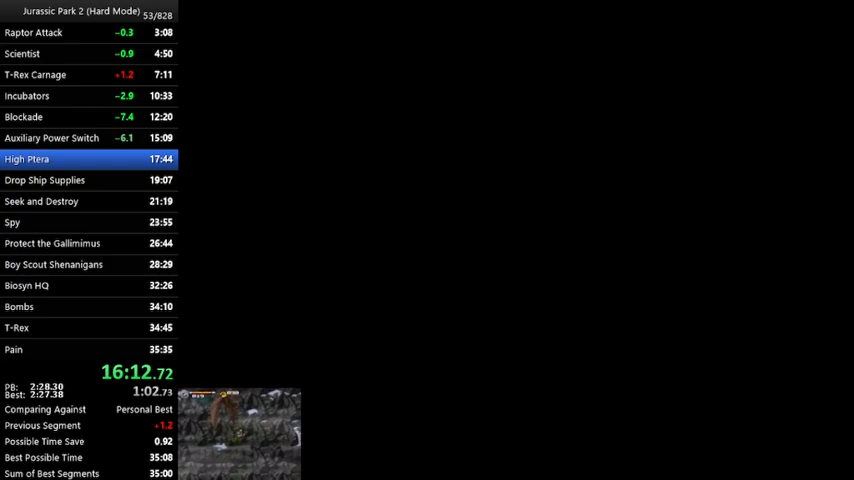 Jurassic Park 2 (Hard Mode) 53/828
Raptor Attack -0.3 3:08
Scientist -0.9 4:50
T-Rex Carnage +1.2 7:11
Incubators -2.9 10:33
Blockade -7.4 12:20
Auxiliary Power Switch -6.1 15:09
High Ptera 17:44
Drop Ship Supplies 19:07
Seek and Destroy 21:19
Spy 23:55
Protect the Gallimimus 26:44
Boy Scout Shenanigans 28:29
Biosyn HQ 32:26
Bombs 34:10
T-Rex 34:45
Pain 35:35
16:12.72
PB: 2:28.30 1:02.73
Best: 2:27.38
Comparing Against Personal Best
Previous Segment +1.2
Possible Time Save 0.92
Best Possible Time 35:08
Sum of Best Segments 35:00